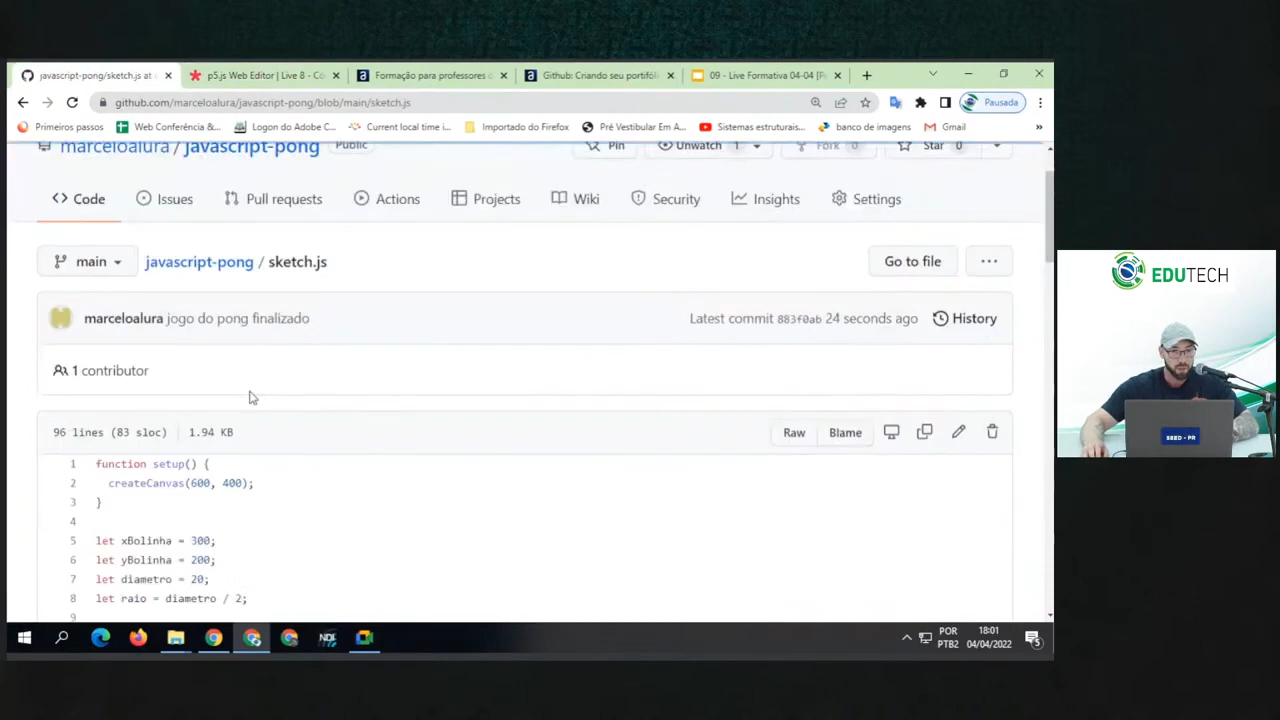 javascript-pong/sketch.js at
p5.js Web Editor | Live 8 - Có
Formação para professores d
Github: Criando seu portifól
09 - Live Formativa 04-04 [P
github.com/marceloalura/javascript-pong/blob/main/sketch.js
Pausada
Primeiros passos
Web Conferência &...
Logon do Adobe C...
Current local time i...
Importado do Firefox
Pré Vestibular Em A...
Sistemas estruturais...
banco de imagens
Gmail
»
marceloalura / javascript-pong Public
Pin
Unwatch 1
Fork 0
Star 0
<> Code
Issues
Pull requests
Actions
Projects
Wiki
Security
Insights
Settings
main
javascript-pong / sketch.js
Go to file
...
marceloalura jogo do pong finalizado
Latest commit 883f0ab 24 seconds ago
History
1 contributor
96 lines (83 sloc) | 1.94 KB
Raw
Blame
1 function setup() {
2 createCanvas(600, 400);
3 }
4
5 let xBolinha = 300;
6 let yBolinha = 200;
7 let diametro = 20;
8 let raio = diametro / 2;
9
NDI
POR
PTB2
18:01
04/04/2022
5
EDUTECH
SEED - PR